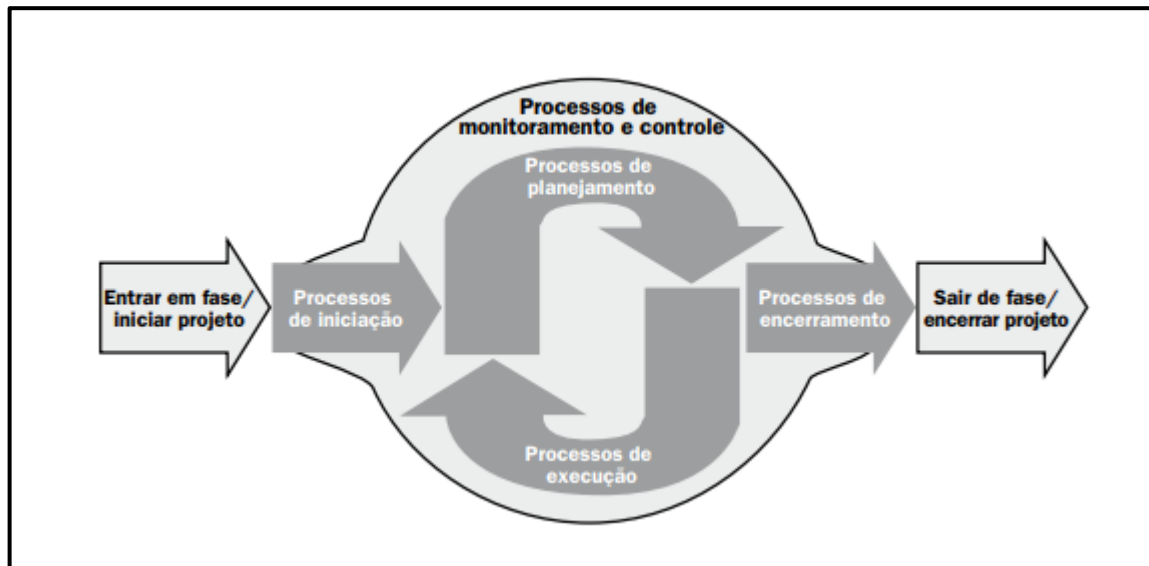 Processos de
monitoramento e controle
Processos de
planejamento
Entrar em fase/
iniciar projeto
Processos
de iniciação
Processos de
encerramento
Sair de fase/
encerrar projeto
Processos de
execução